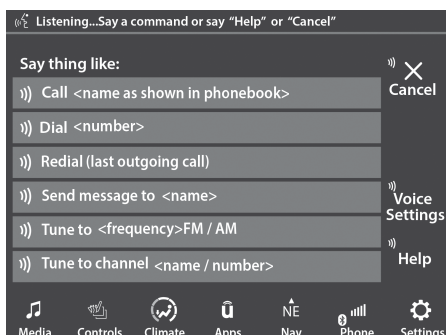 Listening...Say a command or say “Help” or “Cancel”
Say thing like:
Cancel
Call <name as shown in phonebook>
Dial <number>
Redial (last outgoing call)
Send message to <name>
Voice
Settings
Tune to <frequency>FM / AM
Help
Tune to channel <name / number>
û
NE
Media
Controls
Climate
Apps
Nav
Phone
Settings